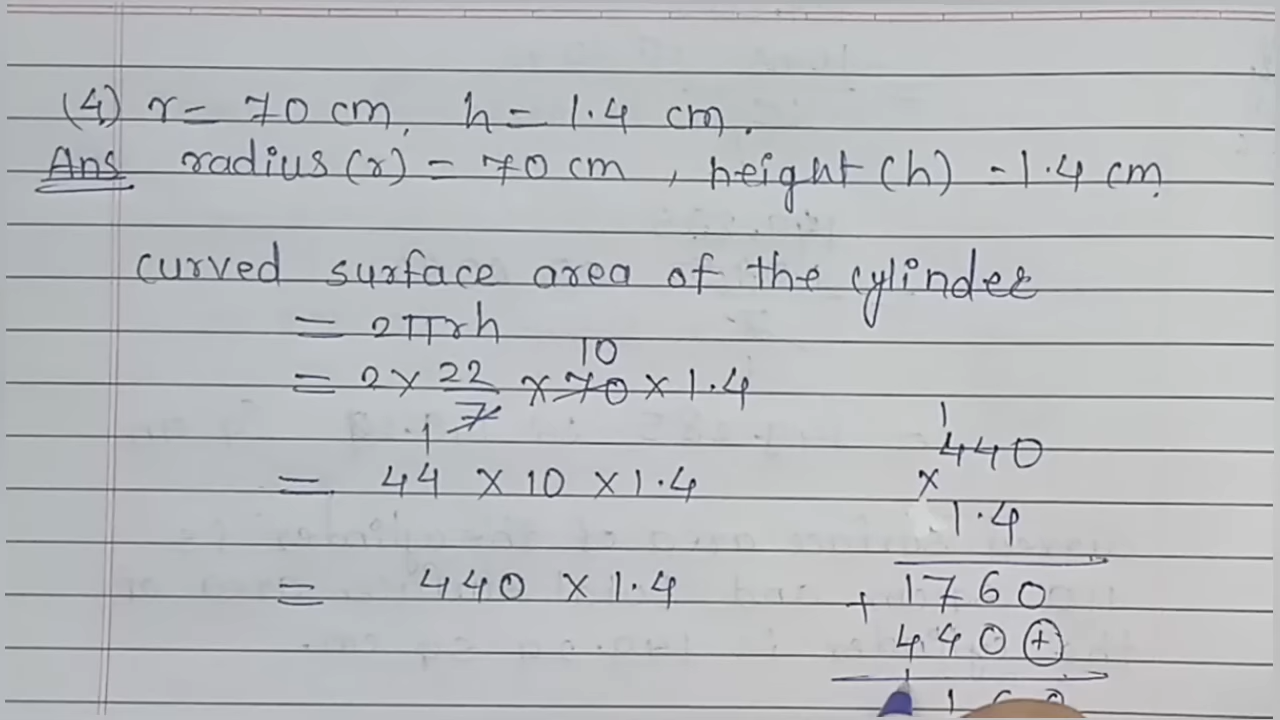 (4) r = 70 cm, h = 1.4 cm.
Ans radius (r) = 70 cm, height (h) = 1.4 cm.
curved surface area of the cylinder
= 2πrh
10
= 2 × 22/7 × 70 × 1.4
1
= 44 × 10 × 1.4
= 440 × 1.4
1
440
×
1.4
1760
+
440+